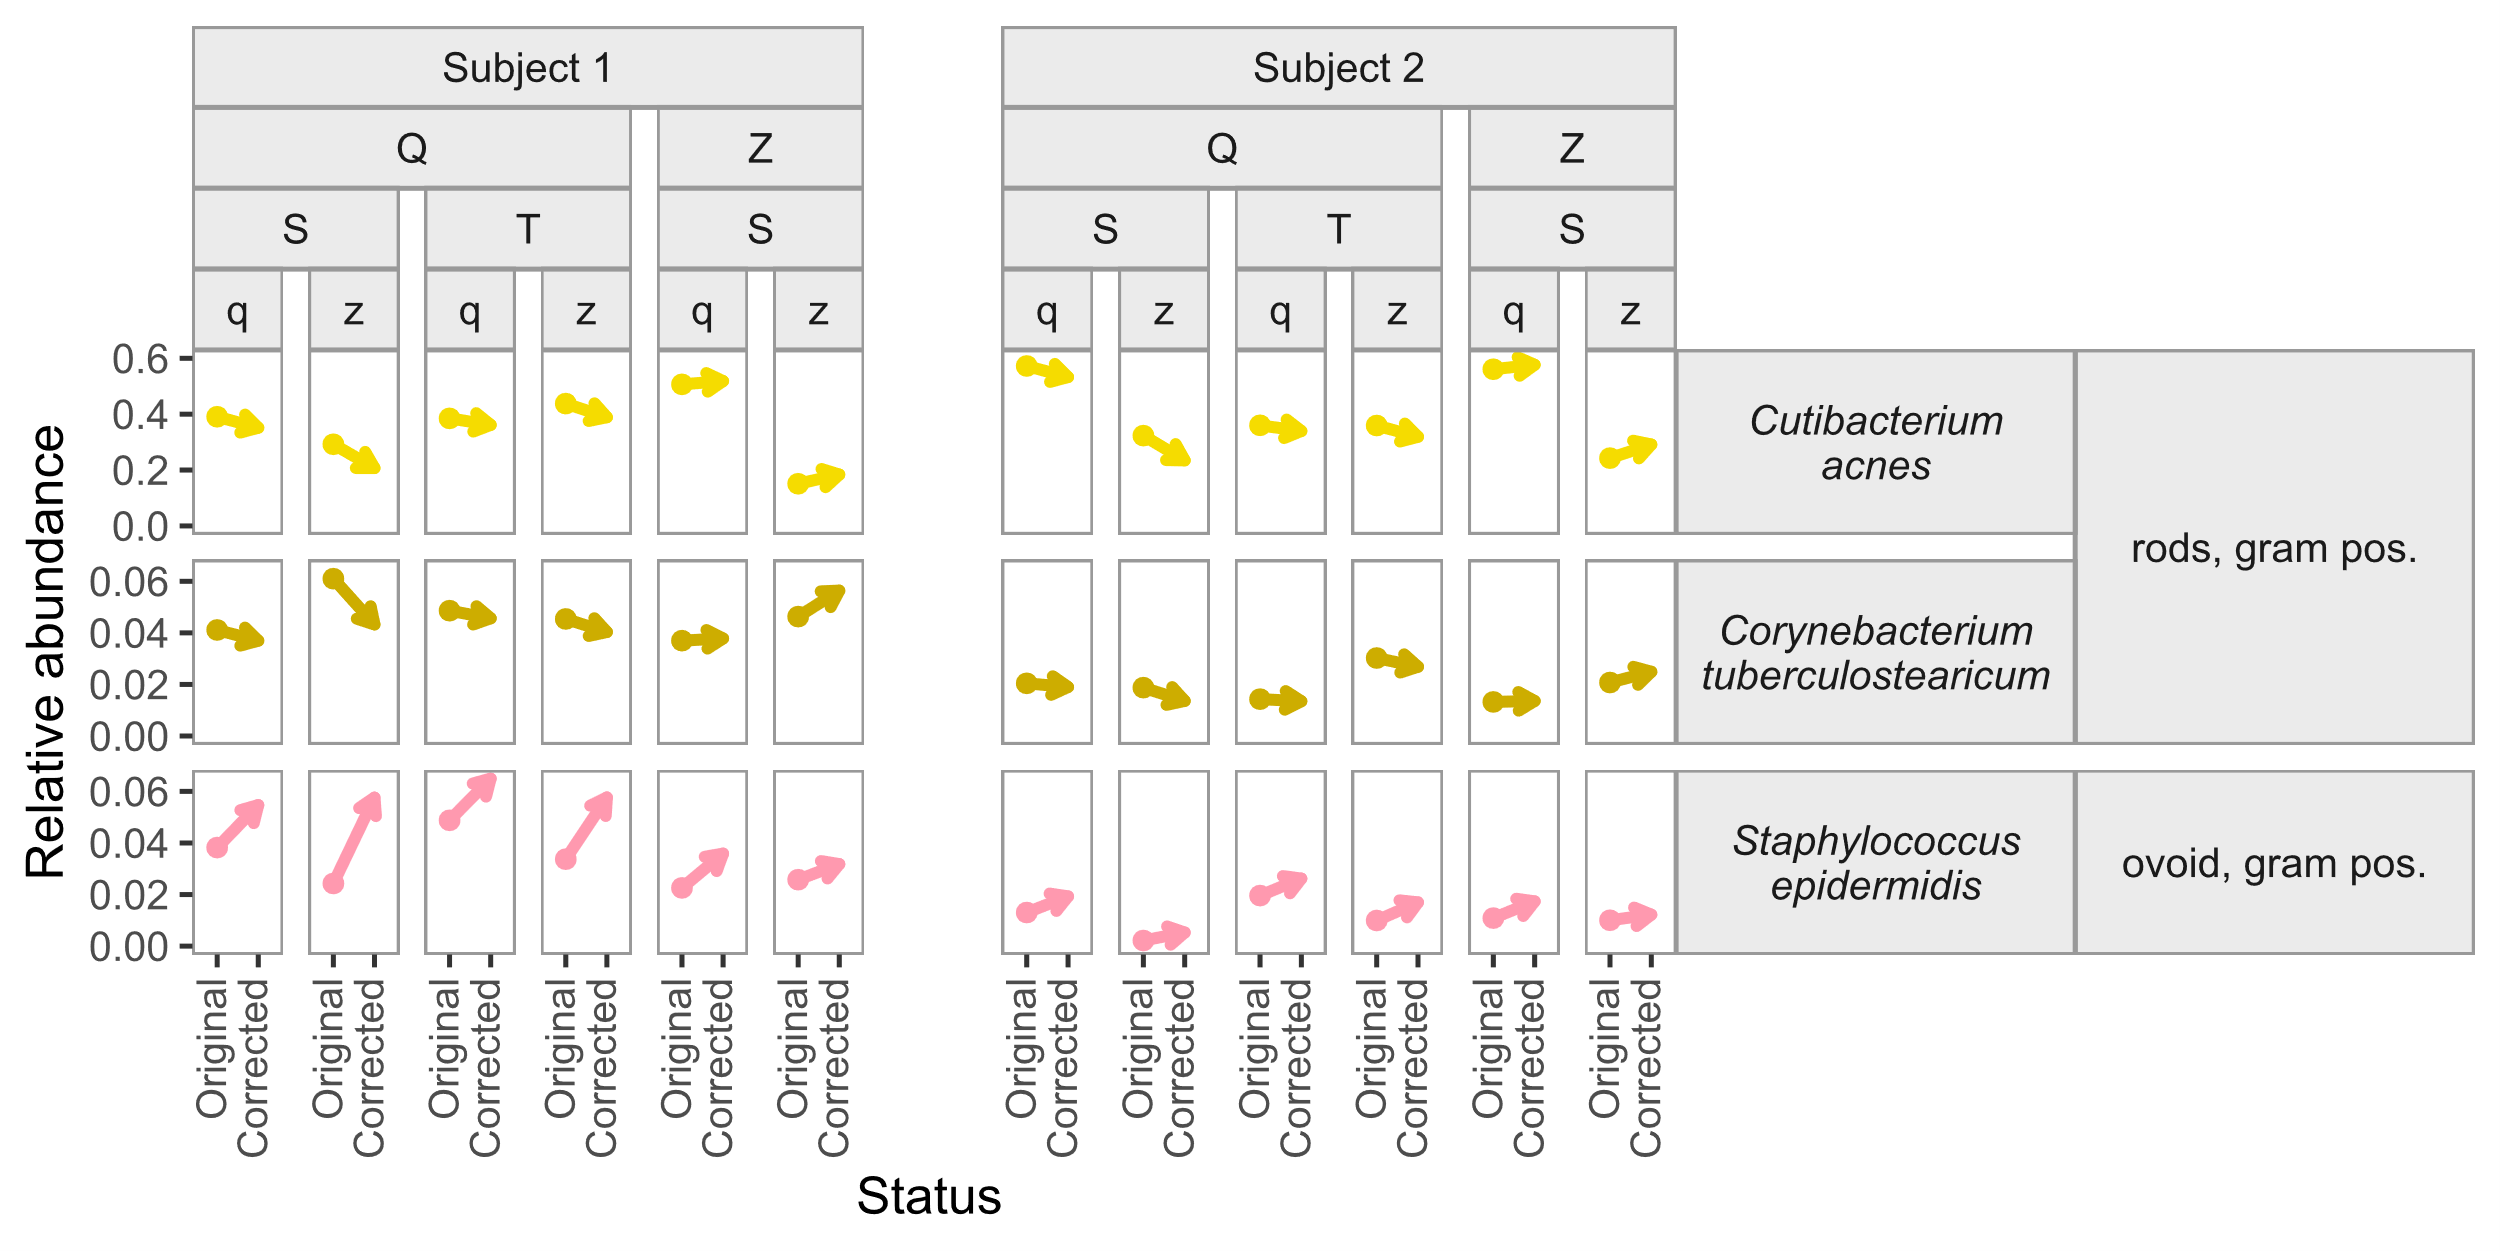 Subject 1
Subject 2
Q
Z
Q
Z
S
T
S
S
T
S
q
z
q
z
q
z
q
z
q
z
q
z
0.6
0.4
0.2
0.0
Cutibacterium
acres
rods, gram pos.
0.06
0.04
0.02
0.00
Corynebacterium
tuberculostearicum
0.06
0.04
0.02
0.00
Staphylococcus
epidermidis
ovoid, gram pos.
Relative abundance
Original
Corrected
Original
Corrected
Original
Corrected
Original
Corrected
Original
Corrected
Original
Corrected
Original
Corrected
Original
Corrected
Original
Corrected
Original
Corrected
Original
Corrected
Original
Corrected
Status